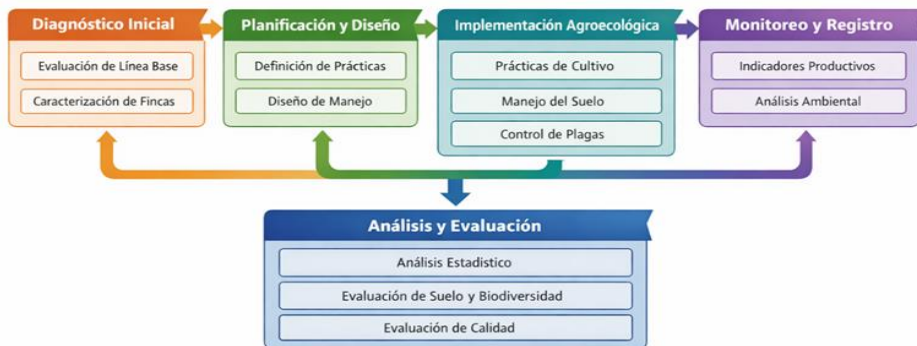 Diagnóstico Inicial
Evaluación de Línea Base
Caracterización de Fincas
Planificación y Diseño
Definición de Prácticas
Diseño de Manejo
Implementación Agroecológica
Prácticas de Cultivo
Manejo del Suelo
Control de Plagas
Monitoreo y Registro
Indicadores Productivos
Análisis Ambiental
Análisis y Evaluación
Análisis Estadistico
Evaluación de Suelo y Biodiversidad
Evaluación de Calidad